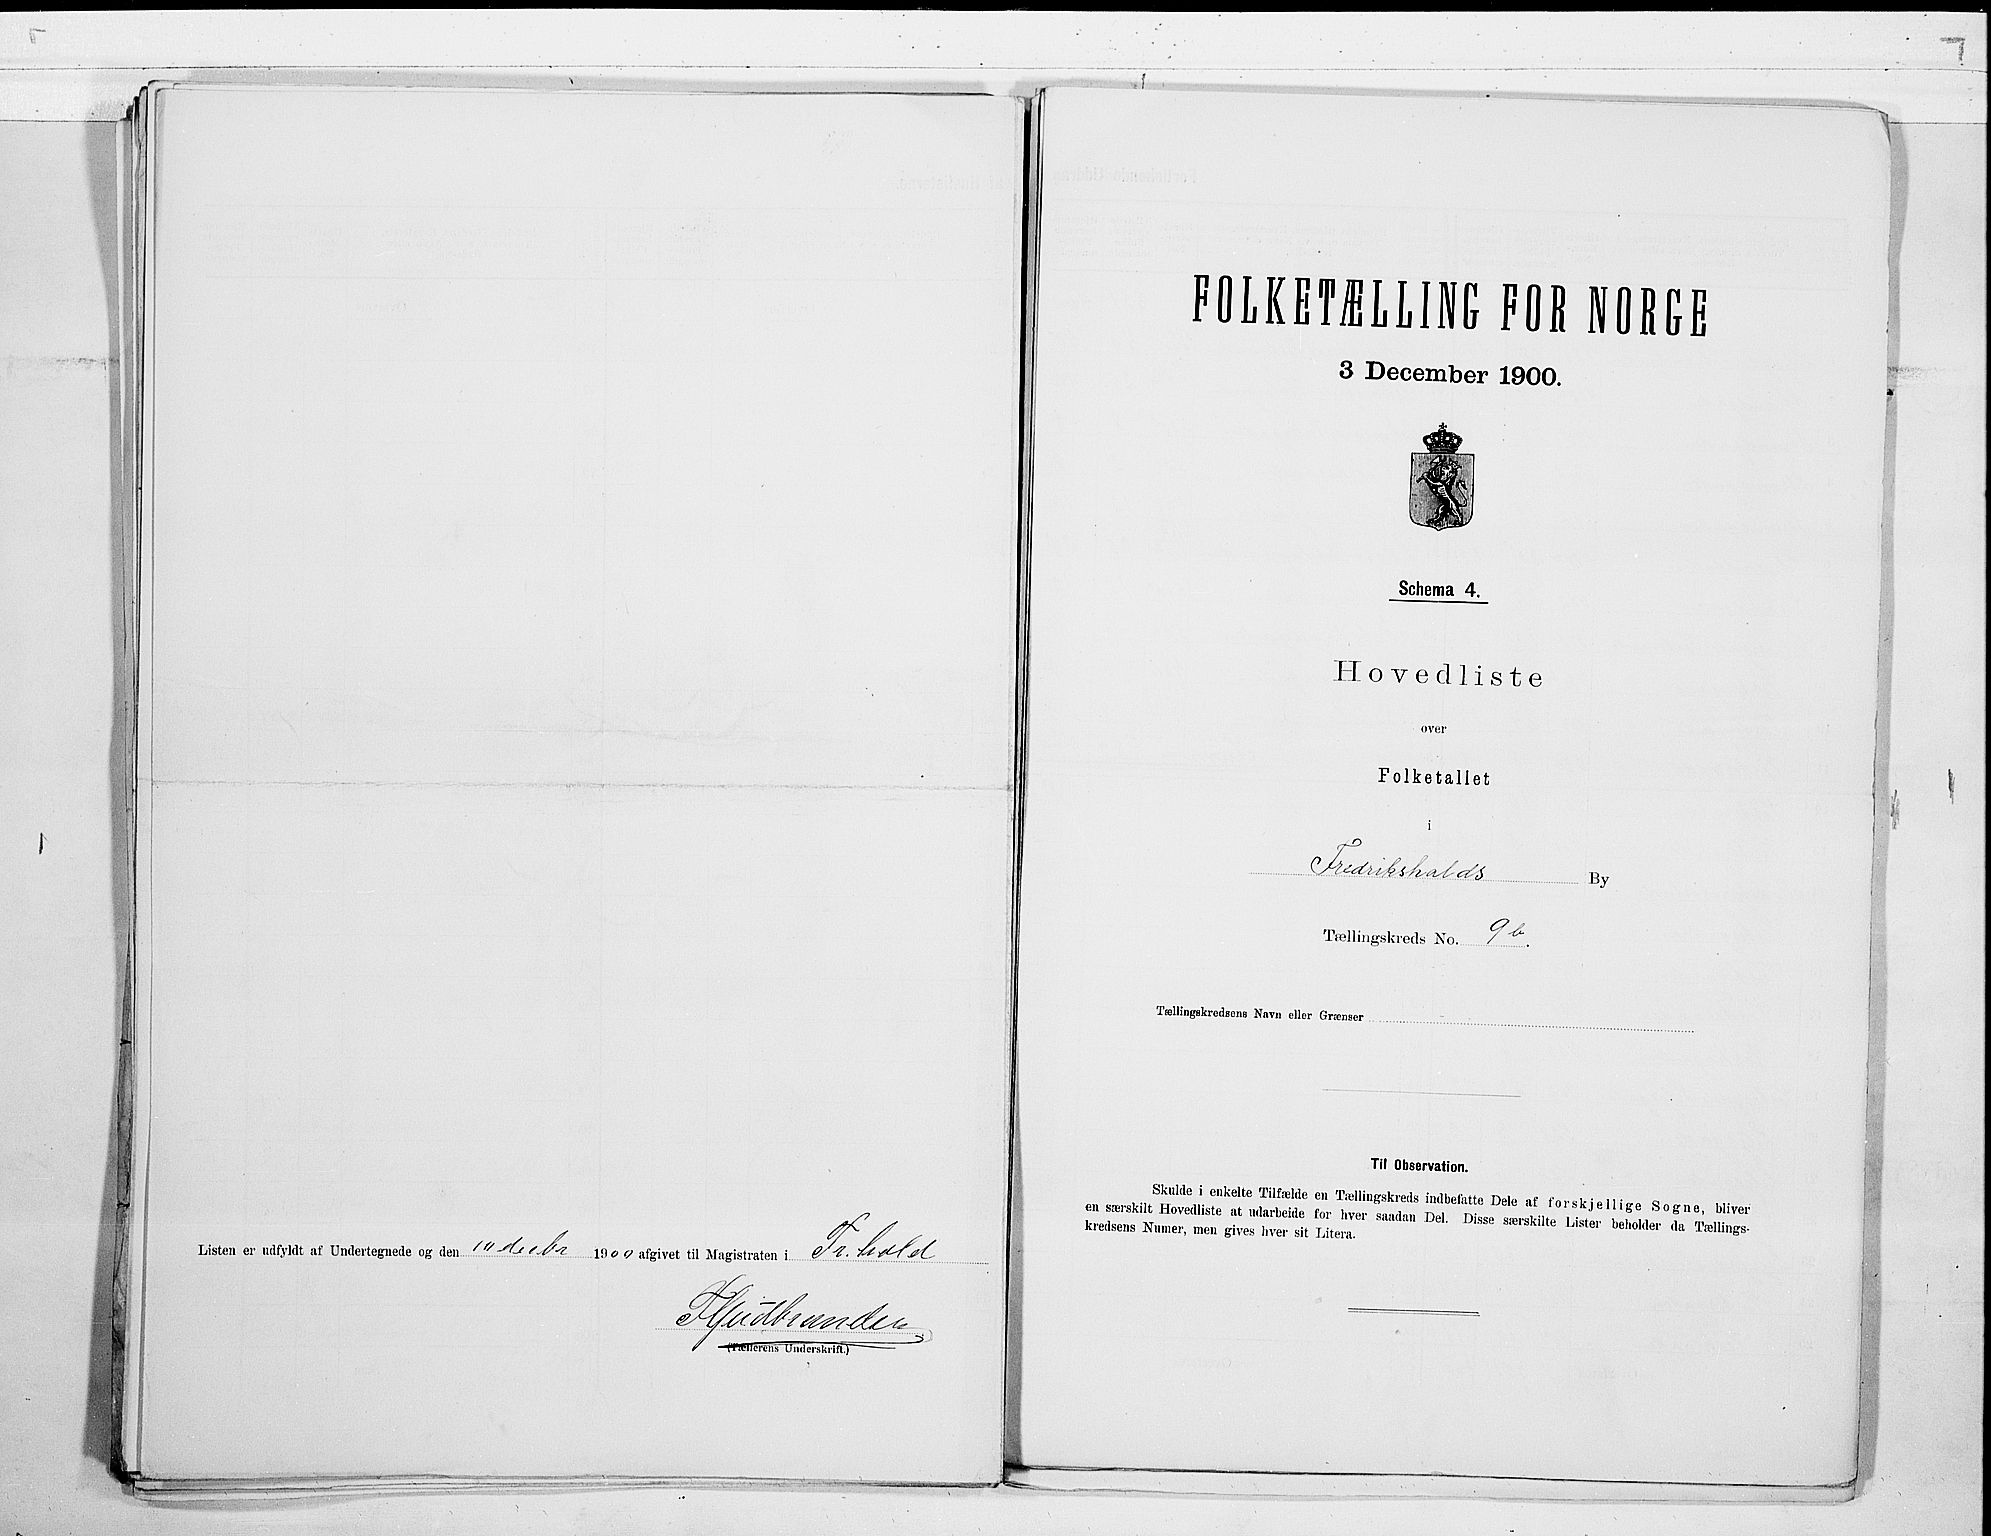 Listen er udfyldt af Undertegnede og den 1900 afgivet til Magistraten i Fr.hald
(Tællerens Underskrift.)
FOLKETÆLLING FOR NORGE
3 December 1900.
Schema 4.
Hovedliste
over
Folketallet
i
Fredrikshalds By
Tællingskreds No. 9b.
Tællingskredsens Navn eller Grænser
Til Observation.
Skulde i enkelte Tilfælde en Tællingskreds indbefatte Dele af forskjellige Sogne, bliver
en særskilt Hovedliste at udarbeide for hver saadan Del. Disse særskilte Lister beholder da Tællings-
kredsens Numer, men gives hver sit Litera.